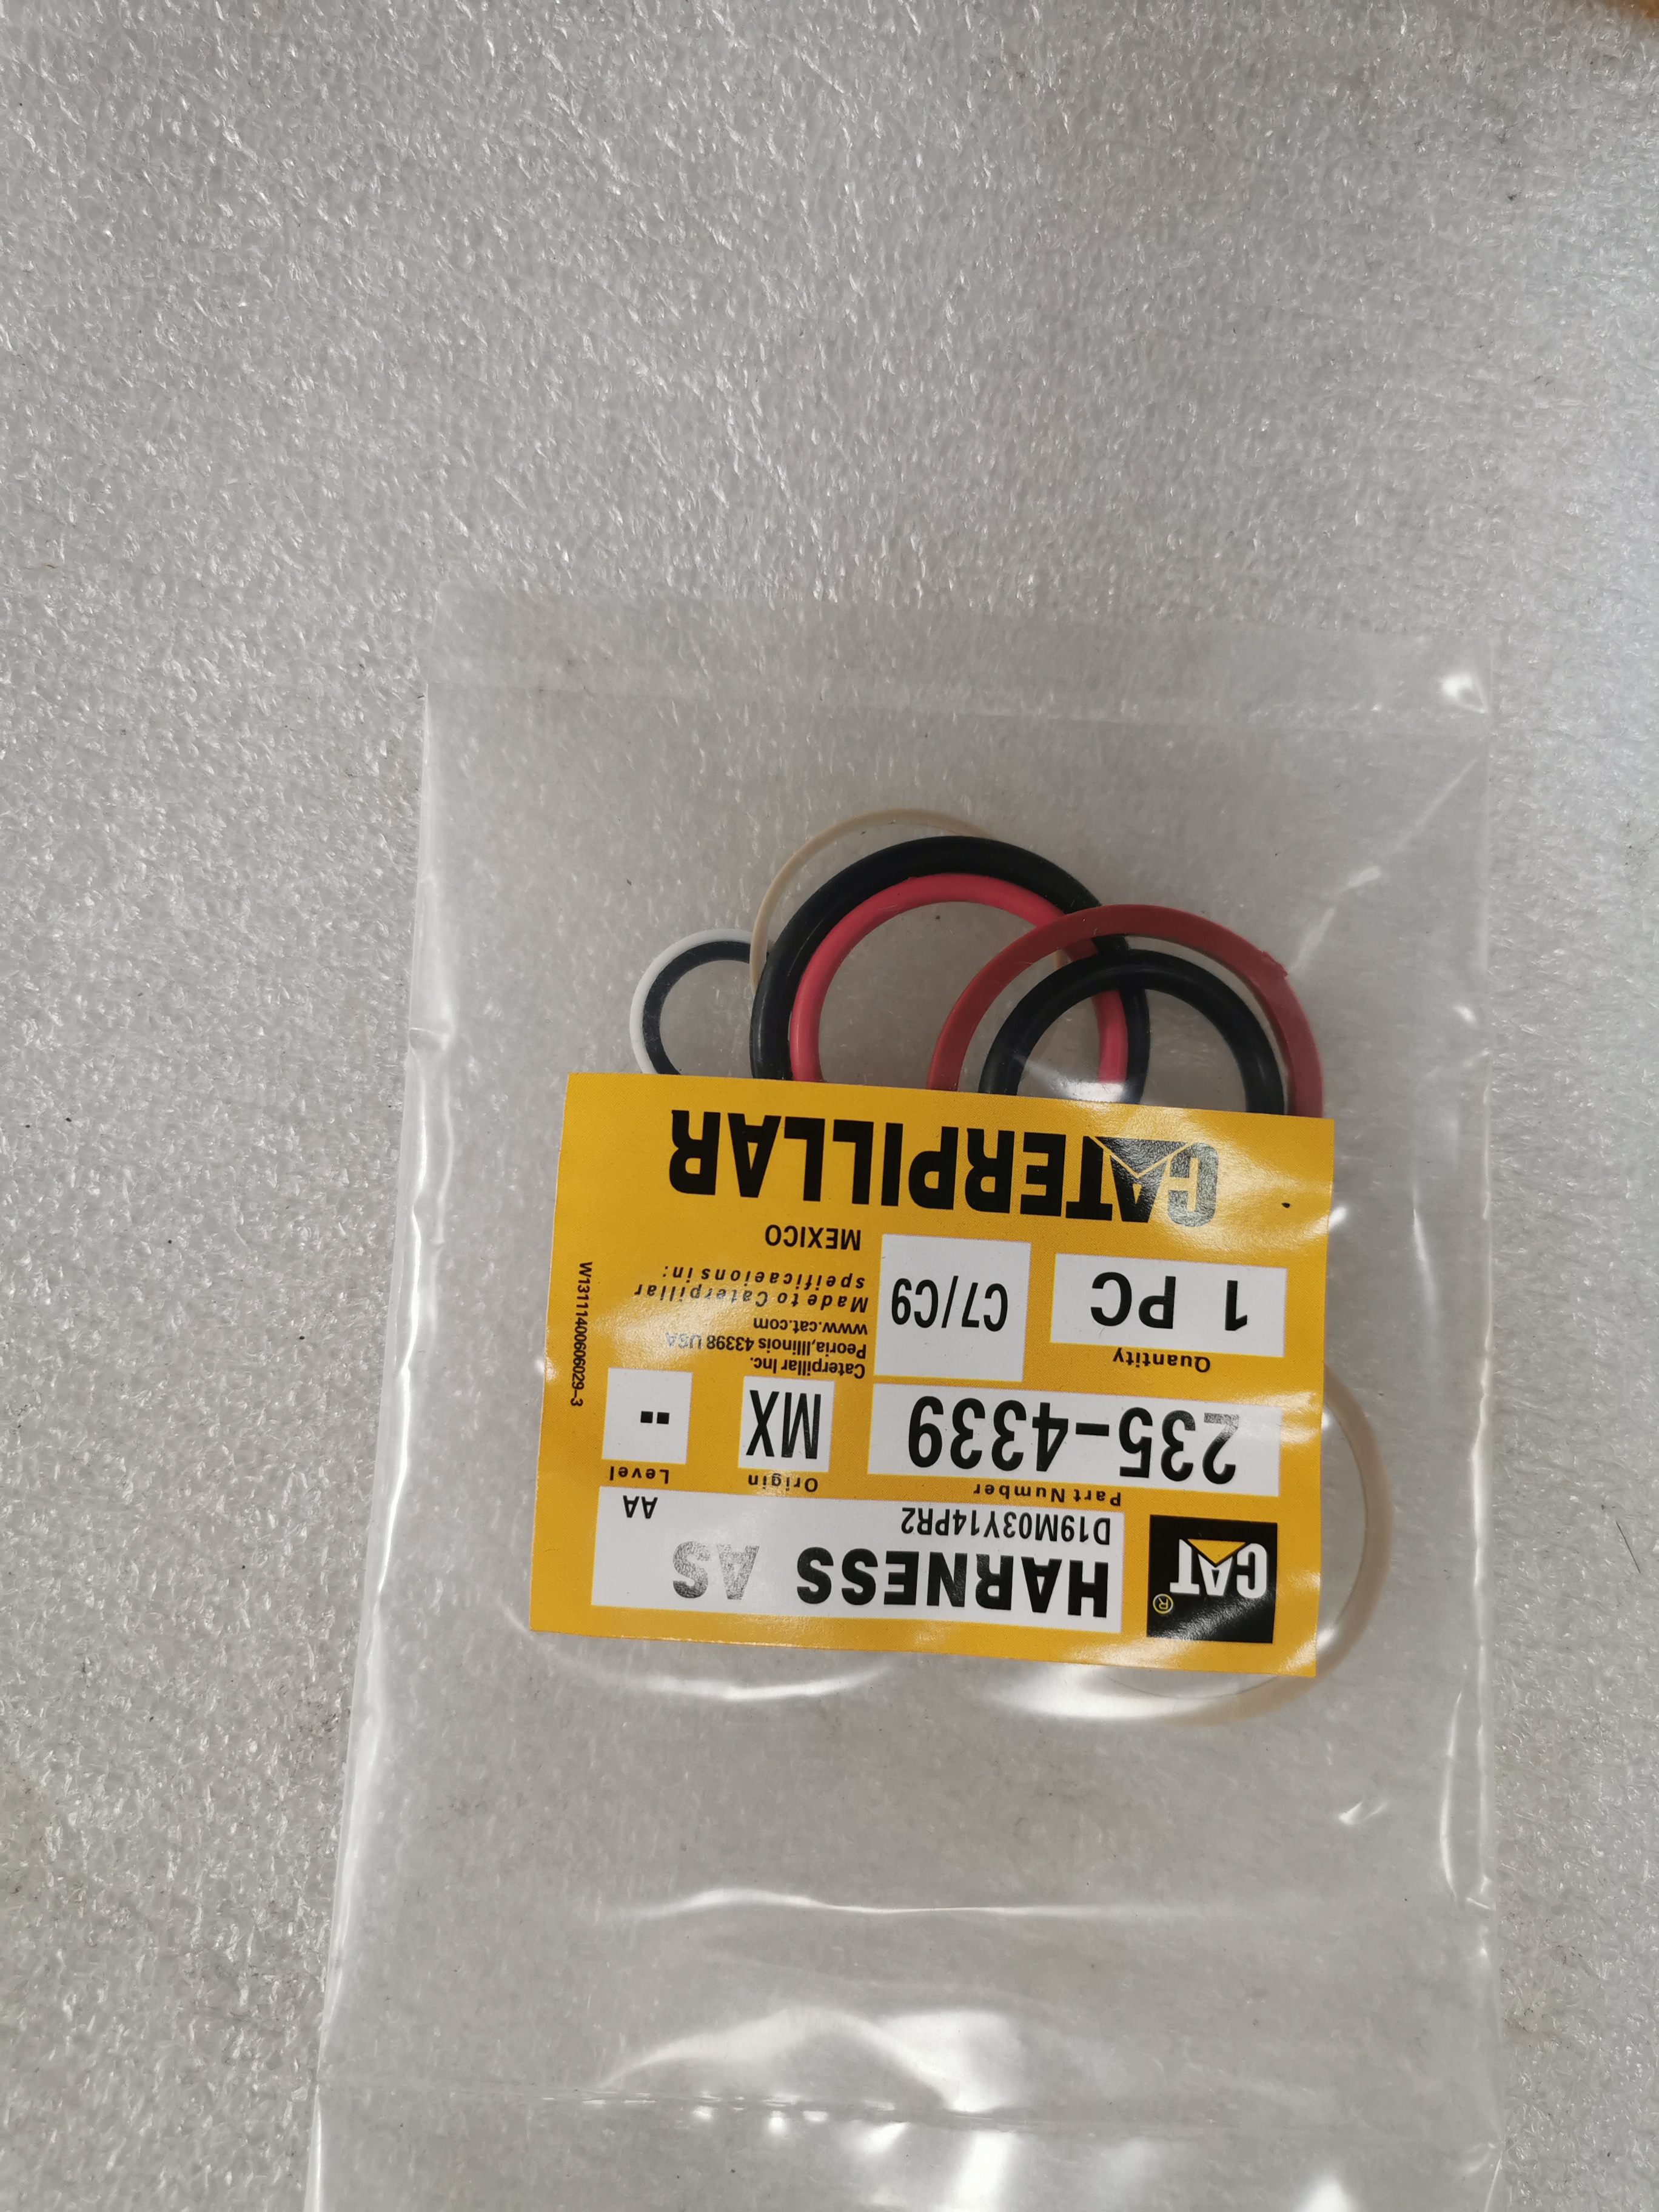 CAT ®
HARNESS AS
D19M03Y14PR2 AA
Part Number Origin Level
235-4339 MX --
Quantity
1 PC
C7/C9
Caterpillar Inc.
Peoria,Illinois 43398 USA
www.cat.com
Made to Caterpillar
speificaeions in:
MEXICO
CATERPILLAR
W13111400606029-3